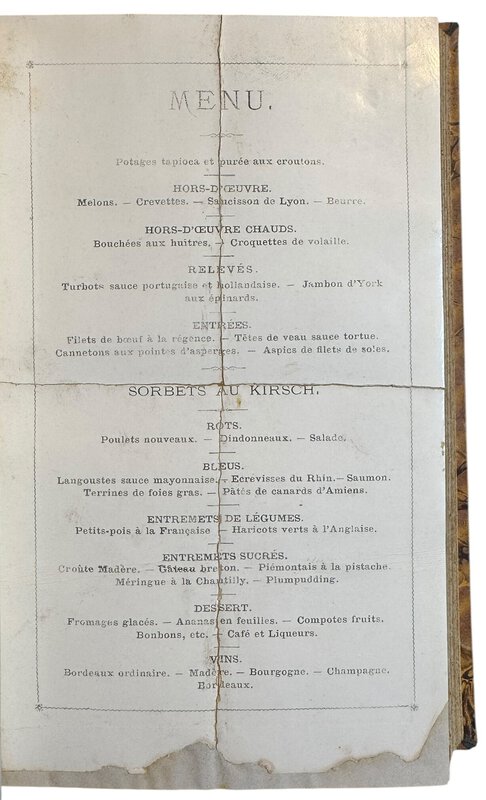 MENU.
Potages tapioca et purée aux croutons.
HORS-D'ŒUVRE.
Melons. — Crevettes. — Saucisson de Lyon. — Beurre.
HORS-D'ŒUVRE CHAUDS.
Bouchées aux huîtres. — Croquettes de volaille.
RELEVÉS.
Turbots sauce portugaise et hollandaise. — Jambon d'York
aux épinards.
ENTRÉES.
Filets de bœuf à la régence. — Têtes de veau sauce tortue.
Cannetons aux pointes d'asperges. — Aspics de filets de soles.
SORBETS AU KIRSCH.
ROTS.
Poulets nouveaux. — Dindonneaux. — Salade.
BLEUS.
Langoustes sauce mayonnaise. — Ecrevisses du Rhin. — Saumon.
Terrines de foies gras. — Pâtés de canards d'Amiens.
ENTREMETS DE LÉGUMES.
Petits-pois à la Française — Haricots verts à l'Anglaise.
ENTREMETS SUCRÉS.
Croûte Madère. — Gâteau breton. — Piémontais à la pistache.
Méringue à la Chantilly. — Plumpudding.
DESSERT.
Fromages glacés. — Ananas en feuilles. — Compotes fruits.
Bonbons, etc. — Café et Liqueurs.
VINS.
Bordeaux ordinaire. — Madère. — Bourgogne. — Champagne.
Bordeaux.